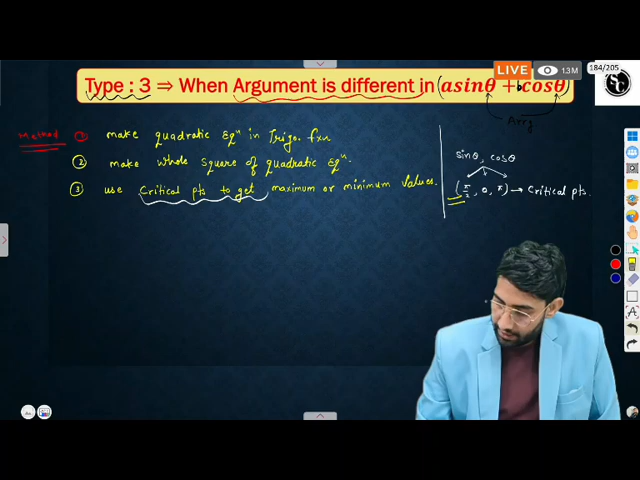 LIVE 13M
184/205
Type : 3 ⇒ When Argument is different in (asinθ + bcosθ)
Arg
Method ① make quadratic Eqⁿ in Trigo. fxn.
② make whole square of quadratic Eqⁿ.
③ use Critical pts to get maximum or minimum values.
sinθ, cosθ
(π/2, 0, π) → Critical pts.